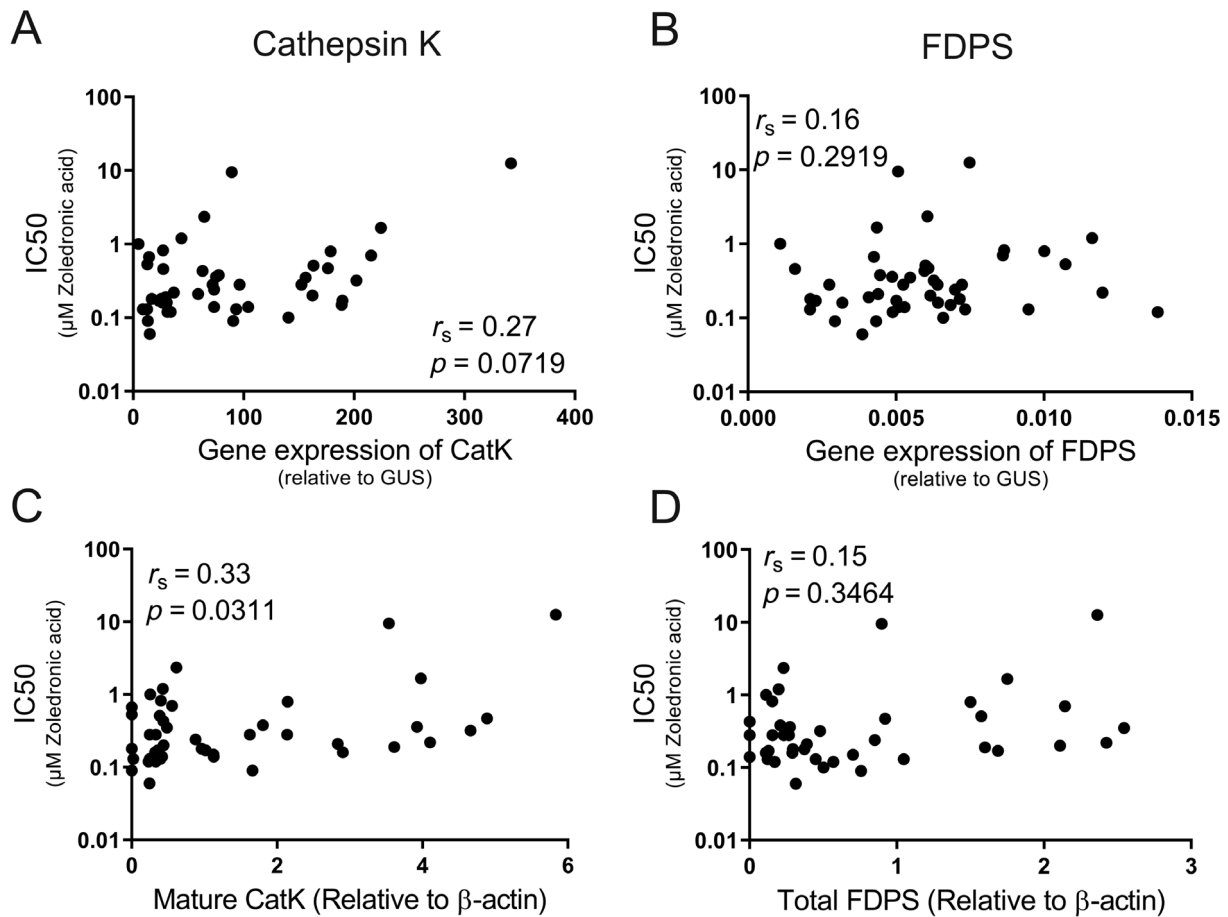 A
Cathepsin K
IC50
(µM Zoledronic acid)
100
10
1
0.1
0.01
rs = 0.27
p = 0.0719
0 100 200 300 400
Gene expression of CatK
(relative to GUS)
B
FDPS
IC50
(µM Zoledronic acid)
100
10
1
0.1
0.01
rs = 0.16
p = 0.2919
0.000 0.005 0.010 0.015
Gene expression of FDPS
(relative to GUS)
C
IC50
(µM Zoledronic acid)
100
10
1
0.1
0.01
rs = 0.33
p = 0.0311
0 2 4 6
Mature CatK (Relative to β-actin)
D
IC50
(µM Zoledronic acid)
100
10
1
0.1
0.01
rs = 0.15
p = 0.3464
0 1 2 3
Total FDPS (Relative to β-actin)